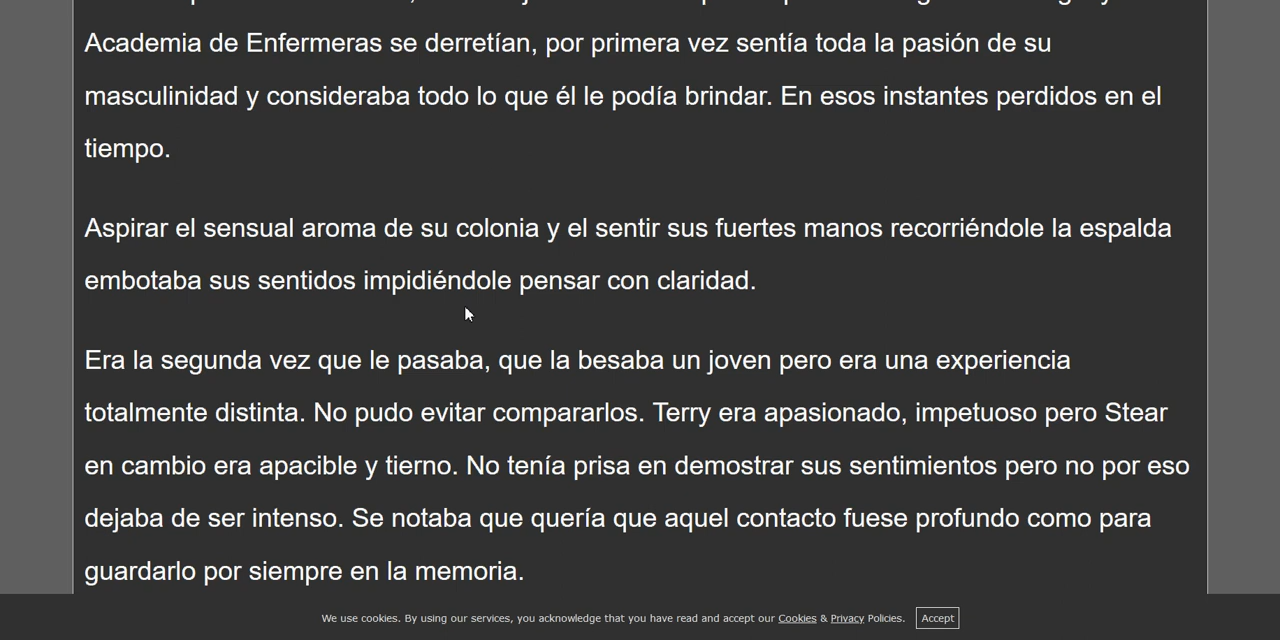 Academia de Enfermeras se derretían, por primera vez sentía toda la pasión de su
masculinidad y consideraba todo lo que él le podía brindar. En esos instantes perdidos en el
tiempo.
Aspirar el sensual aroma de su colonia y el sentir sus fuertes manos recorriéndole la espalda
embotaba sus sentidos impidiéndole pensar con claridad.
Era la segunda vez que le pasaba, que la besaba un joven pero era una experiencia
totalmente distinta. No pudo evitar compararlos. Terry era apasionado, impetuoso pero Stear
en cambio era apacible y tierno. No tenía prisa en demostrar sus sentimientos pero no por eso
dejaba de ser intenso. Se notaba que quería que aquel contacto fuese profundo como para
guardarlo por siempre en la memoria.
We use cookies. By using our services, you acknowledge that you have read and accept our Cookies & Privacy Policies. Accept